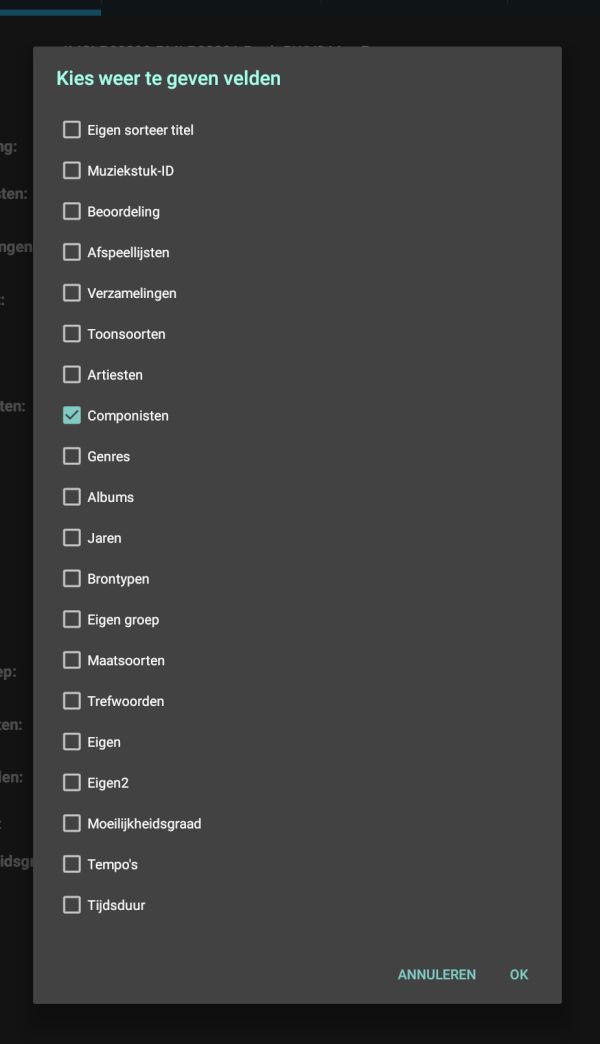 Kies weer te geven velden
Eigen sorteer titel
Muziekstuk-ID
Beoordeling
Afspeellijsten
Verzamelingen
Toonsoorten
Artiesten
Componisten
Genres
Albums
Jaren
Brontypen
Eigen groep
Maatsoorten
Trefwoorden
Eigen
Eigen2
Moeilijkheidsgraad
Tempo's
Tijdsduur
ANNULEREN OK